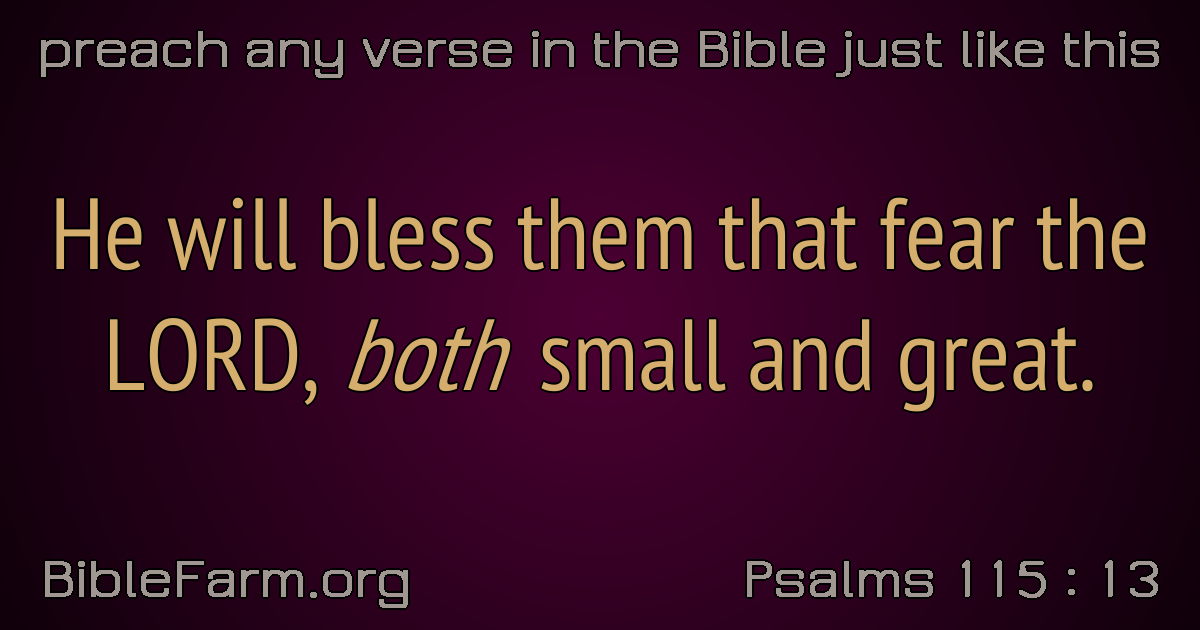 preach any verse in the Bible just like this
He will bless them that fear the
LORD, both small and great.
BibleFarm.org
Psalms 115 : 13